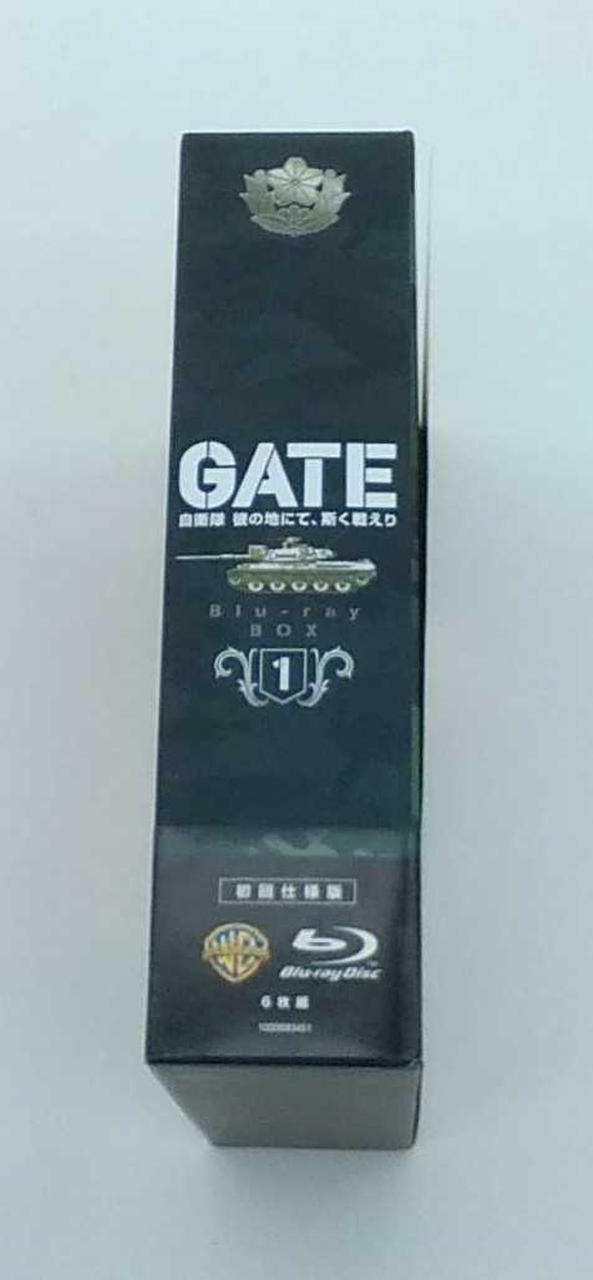 GATE
自衛隊 彼の地にて、斯く戦えり
Blu-ray
BOX
1
初回仕様版
WB
Blu-ray Disc
6枚組